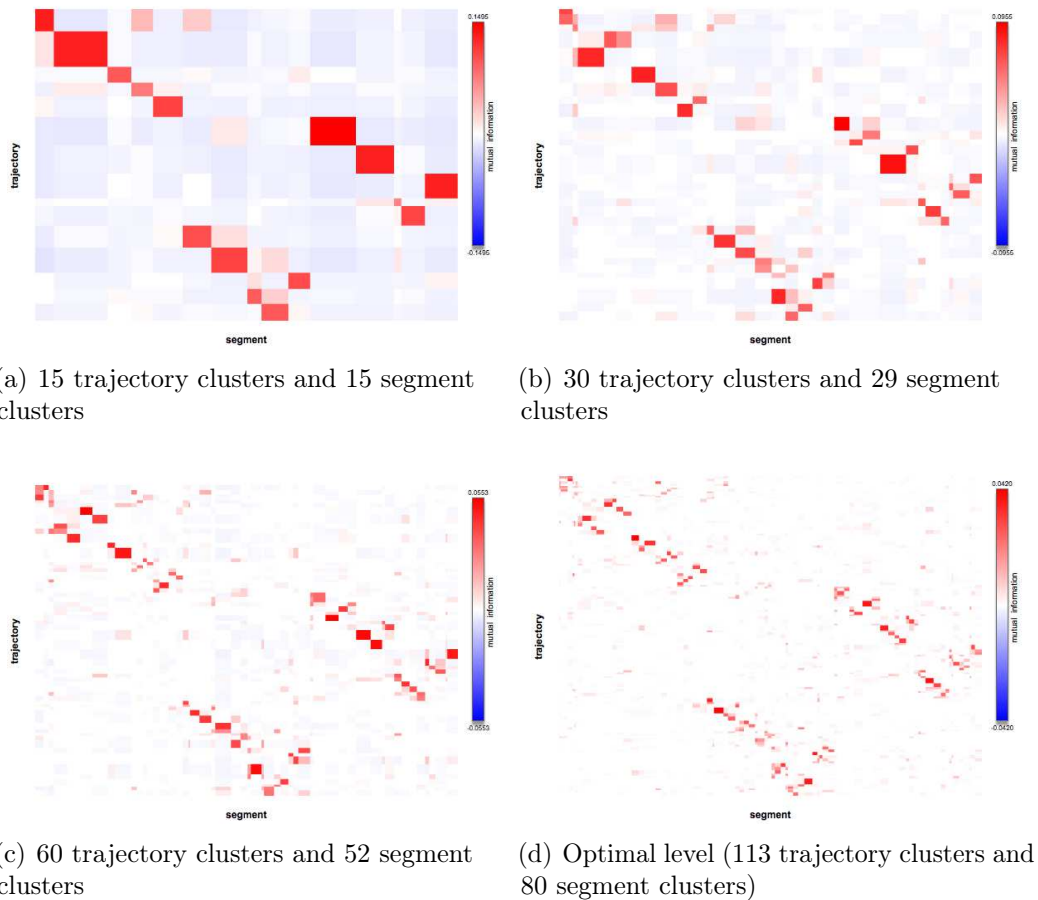 0.1495
trajectory
mutual information
-0.1495
segment
0.0955
trajectory
mutual information
-0.0955
segment
(a) 15 trajectory clusters and 15 segment
clusters
(b) 30 trajectory clusters and 29 segment
clusters
0.0553
trajectory
mutual information
-0.0553
segment
0.0420
trajectory
mutual information
-0.0420
segment
(c) 60 trajectory clusters and 52 segment
clusters
(d) Optimal level (113 trajectory clusters and
80 segment clusters)